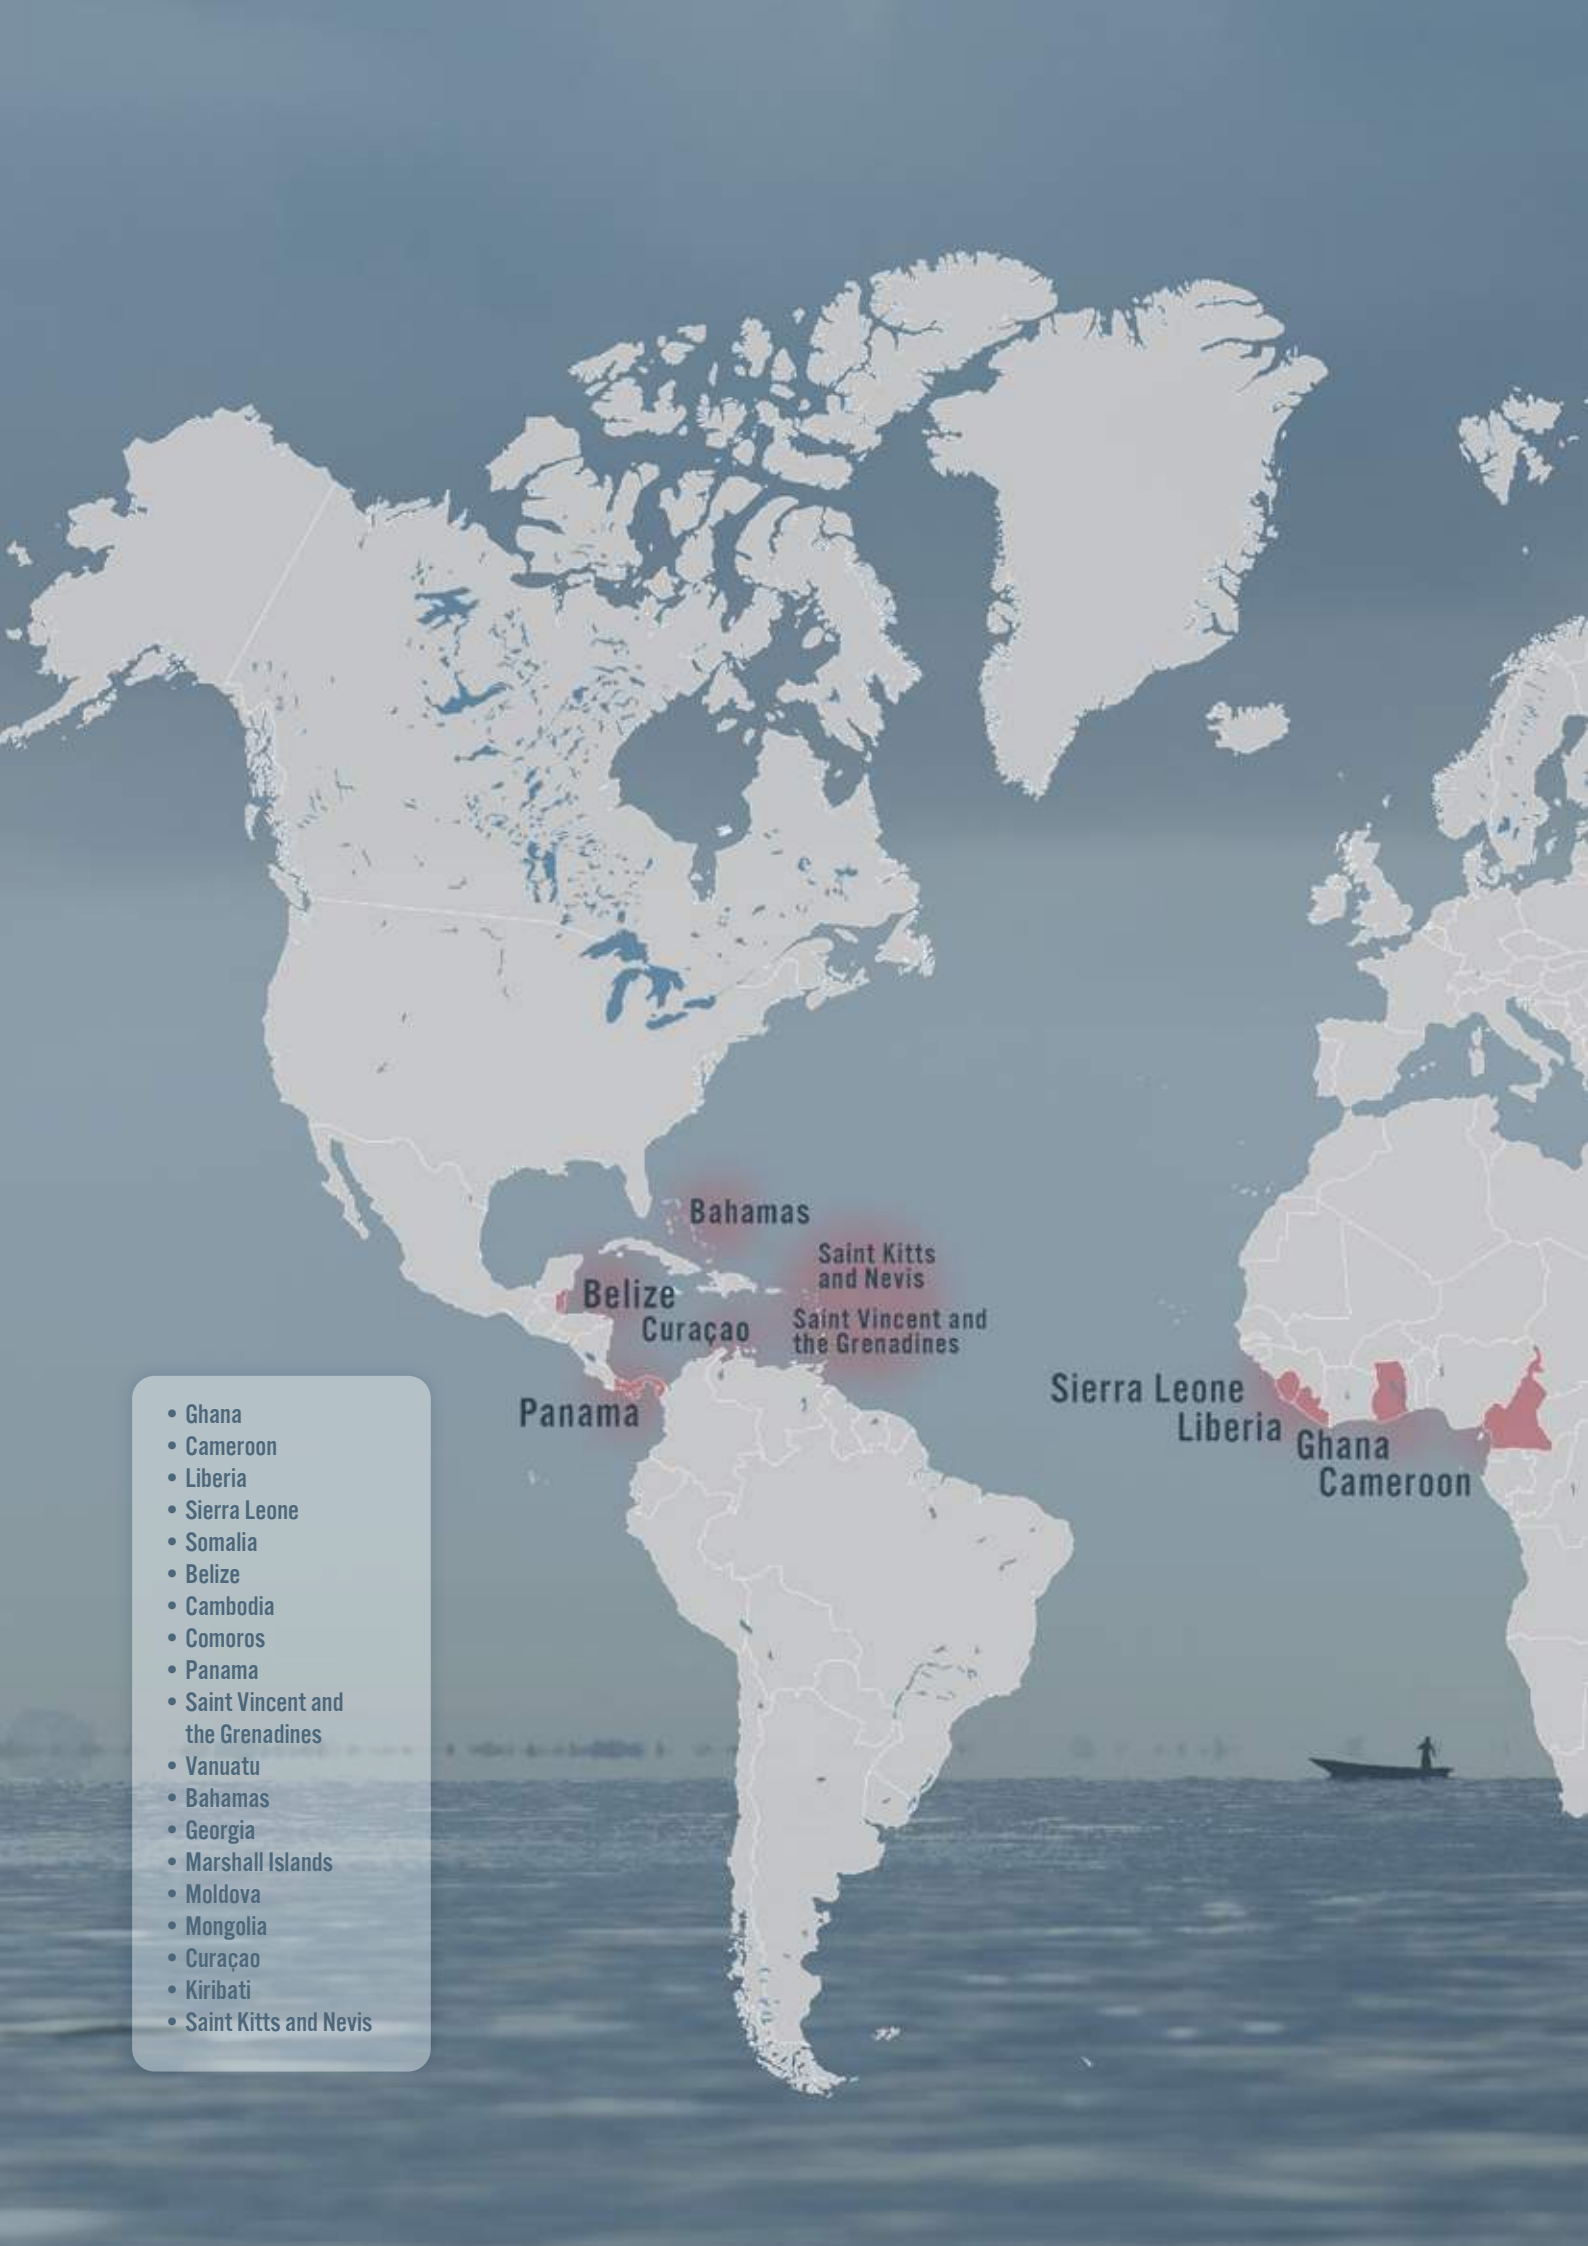 Bahamas
Saint Kitts
and Nevis
Belize
Saint Vincent and
the Grenadines
Curaçao
Sierra Leone
Panama
Liberia
Ghana
Cameroon
• Ghana
• Cameroon
• Liberia
• Sierra Leone
• Somalia
• Belize
• Cambodia
• Comoros
• Panama
• Saint Vincent and
the Grenadines
• Vanuatu
• Bahamas
• Georgia
• Marshall Islands
• Moldova
• Mongolia
• Curaçao
• Kiribati
• Saint Kitts and Nevis